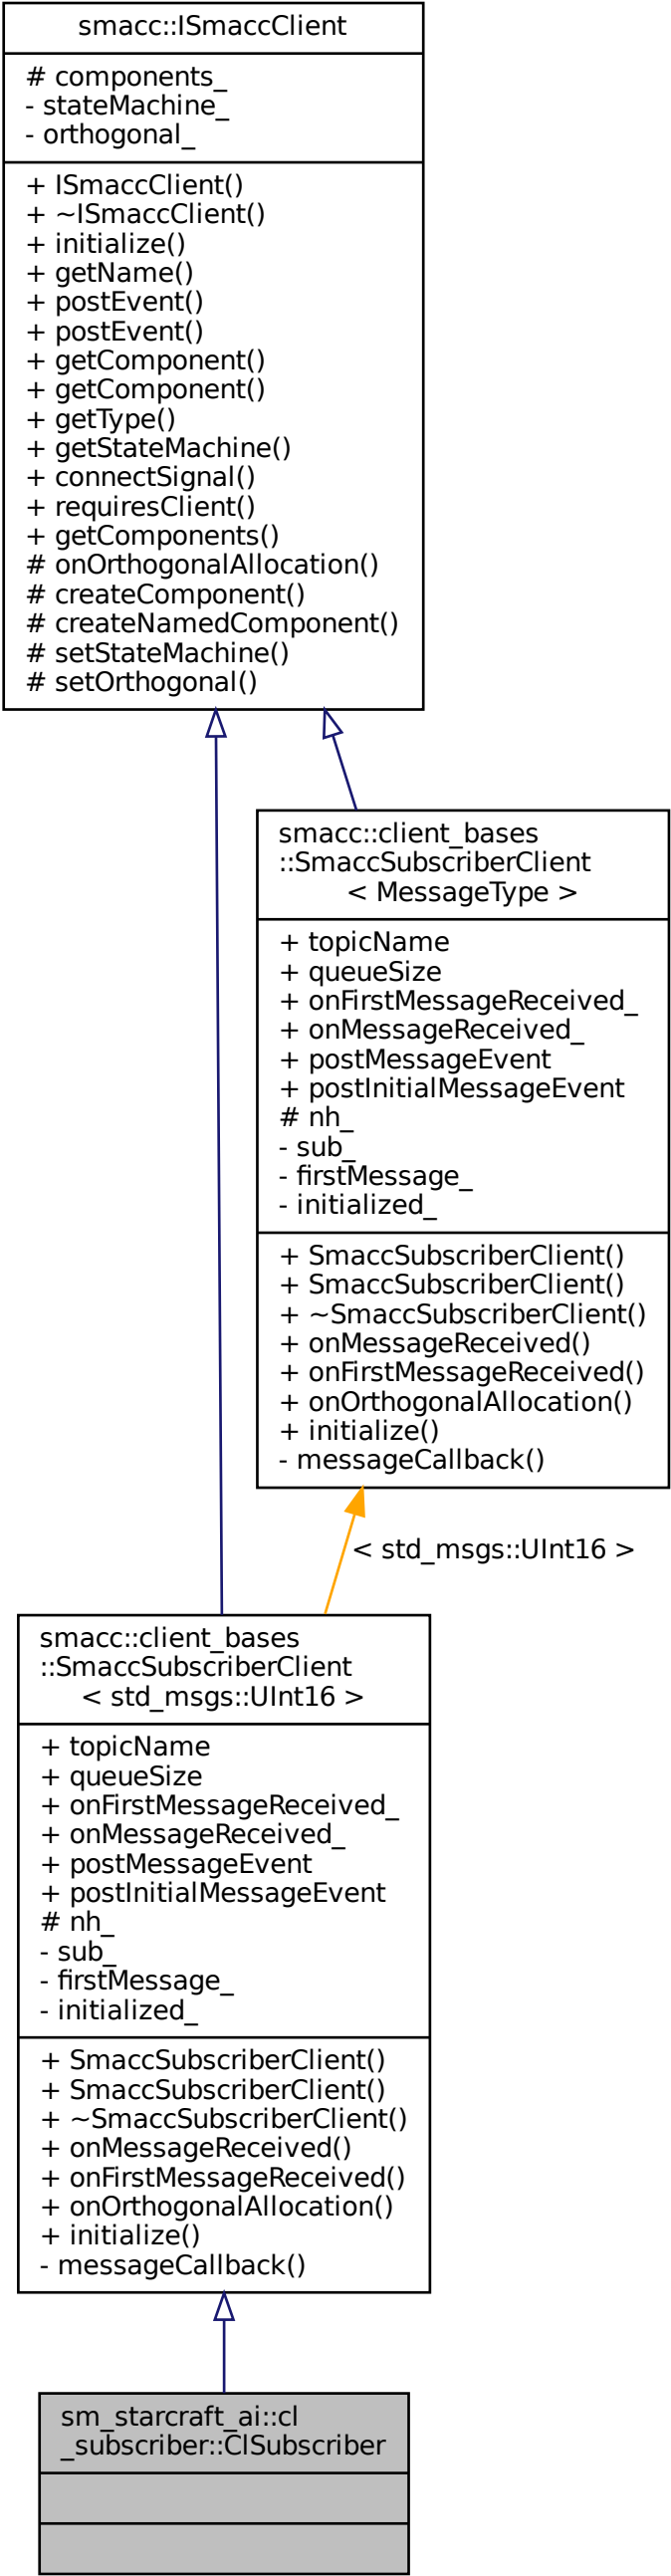 smacc::ISmaccClient
# components_
- stateMachine_
- orthogonal_
+ ISmaccClient()
+ ~ISmaccClient()
+ initialize()
+ getName()
+ postEvent()
+ postEvent()
+ getComponent()
+ getComponent()
+ getType()
+ getStateMachine()
+ connectSignal()
+ requiresClient()
+ getComponents()
# onOrthogonalAllocation()
# createComponent()
# createNamedComponent()
# setStateMachine()
# setOrthogonal()
smacc::client_bases
::SmaccSubscriberClient
< MessageType >
+ topicName
+ queueSize
+ onFirstMessageReceived_
+ onMessageReceived_
+ postMessageEvent
+ postInitialMessageEvent
# nh_
- sub_
- firstMessage_
- initialized_
+ SmaccSubscriberClient()
+ SmaccSubscriberClient()
+ ~SmaccSubscriberClient()
+ onMessageReceived()
+ onFirstMessageReceived()
+ onOrthogonalAllocation()
+ initialize()
- messageCallback()
< std_msgs::UInt16 >
smacc::client_bases
::SmaccSubscriberClient
< std_msgs::UInt16 >
+ topicName
+ queueSize
+ onFirstMessageReceived_
+ onMessageReceived_
+ postMessageEvent
+ postInitialMessageEvent
# nh_
- sub_
- firstMessage_
- initialized_
+ SmaccSubscriberClient()
+ SmaccSubscriberClient()
+ ~SmaccSubscriberClient()
+ onMessageReceived()
+ onFirstMessageReceived()
+ onOrthogonalAllocation()
+ initialize()
- messageCallback()
sm_starcraft_ai::cl
_subscriber::ClSubscriber